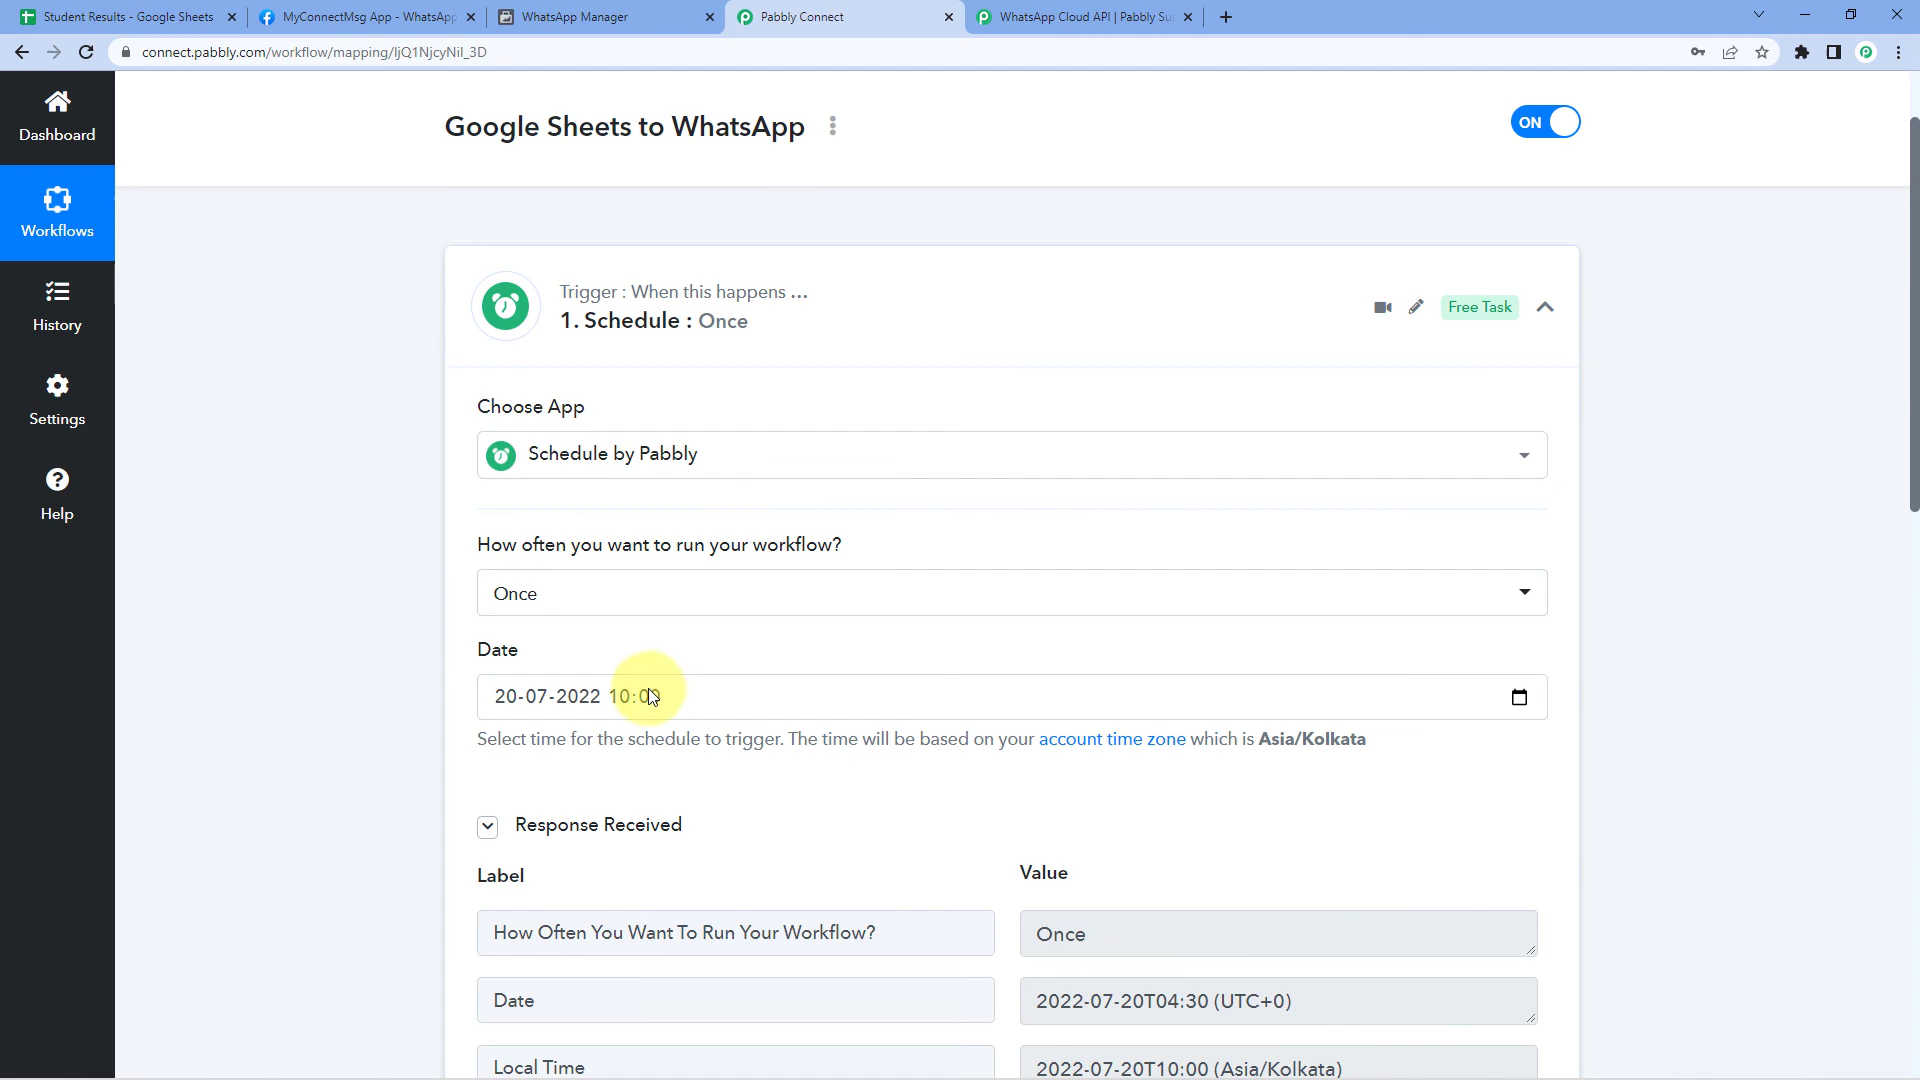 Student Results - Google Sheets
MyConnectMsg App - WhatsApp
WhatsApp Manager
Pabbly Connect
WhatsApp Cloud API | Pabbly Su
connect.pabbly.com/workflow/mapping/IjQ1NjcyNiI_3D
Dashboard
Workflows
History
Settings
Help
Google Sheets to WhatsApp
ON
Trigger : When this happens ...
1. Schedule : Once
Free Task
Choose App
Schedule by Pabbly
How often you want to run your workflow?
Once
Date
20-07-2022 10:00
Select time for the schedule to trigger. The time will be based on your account time zone which is Asia/Kolkata
Response Received
Label
Value
How Often You Want To Run Your Workflow?
Once
Date
2022-07-20T04:30 (UTC+0)
Local Time
2022-07-20T10:00 (Asia/Kolkata)